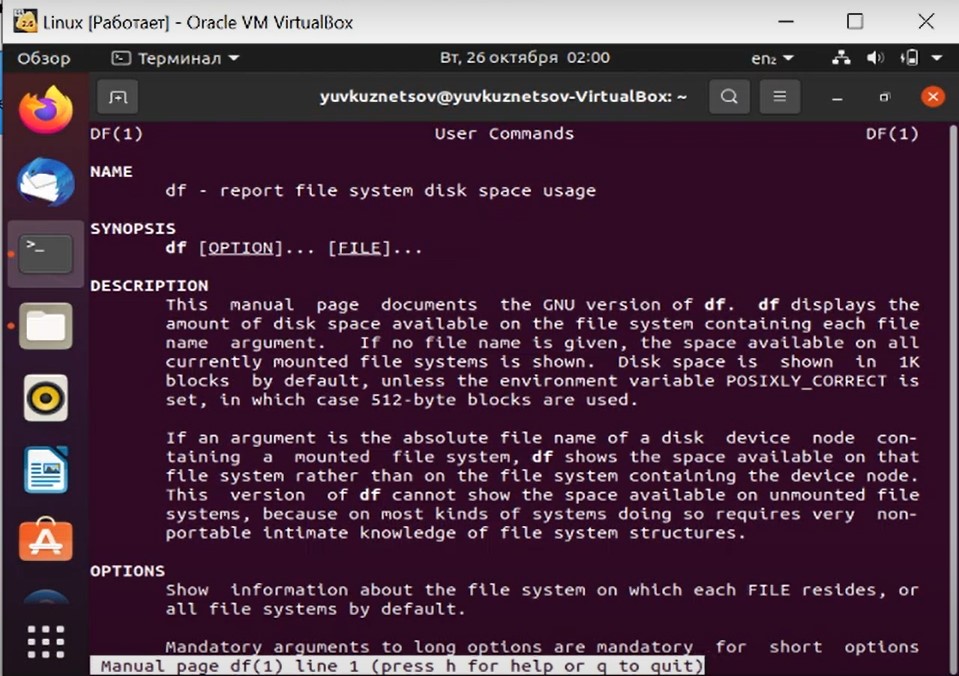 Linux [Работает] - Oracle VM VirtualBox
Обзор Терминал Вт, 26 октября 02:00 en₂
yuvkuznetsov@yuvkuznetsov-VirtualBox: ~
DF(1) User Commands DF(1)
NAME
df - report file system disk space usage
SYNOPSIS
df [OPTION]... [FILE]...
DESCRIPTION
This manual page documents the GNU version of df. df displays the
amount of disk space available on the file system containing each file
name argument. If no file name is given, the space available on all
currently mounted file systems is shown. Disk space is shown in 1K
blocks by default, unless the environment variable POSIXLY_CORRECT is
set, in which case 512-byte blocks are used.
If an argument is the absolute file name of a disk device node con-
taining a mounted file system, df shows the space available on that
file system rather than on the file system containing the device node.
This version of df cannot show the space available on unmounted file
systems, because on most kinds of systems doing so requires very non-
portable intimate knowledge of file system structures.
OPTIONS
Show information about the file system on which each FILE resides, or
all file systems by default.
Mandatory arguments to long options are mandatory for short options
Manual page df(1) line 1 (press h for help or q to quit)